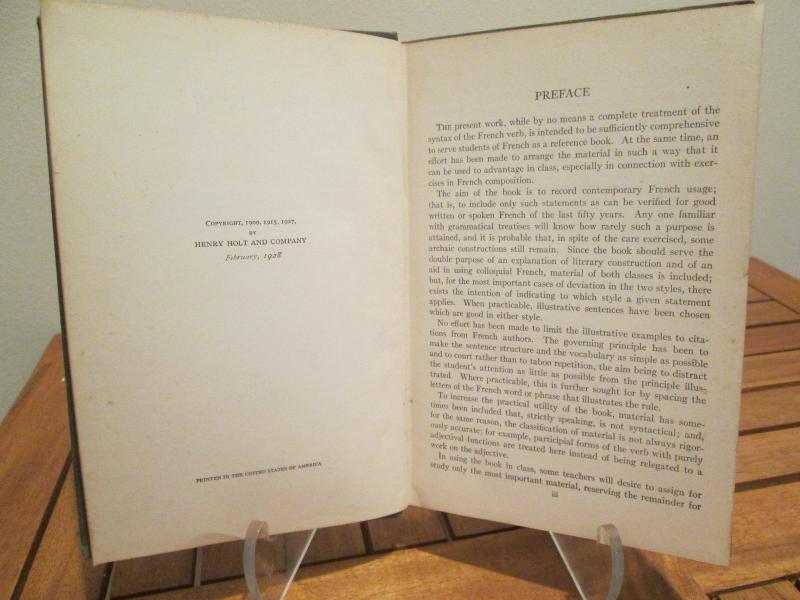 COPYRIGHT, 1909, 1915, 1927,
BY
HENRY HOLT AND COMPANY
February, 1928
PRINTED IN THE UNITED STATES OF AMERICA
PREFACE
THE present work, while by no means a complete treatment of the
syntax of the French verb, is intended to be sufficiently comprehensive
to serve students of French as a reference book. At the same time, an
effort has been made to arrange the material in such a way that it
can be used to advantage in class, especially in connection with exer-
cises in French composition.
The aim of the book is to record contemporary French usage;
that is, to include only such statements as can be verified for good
written or spoken French of the last fifty years. Any one familiar
with grammatical treatises will know how rarely such a purpose is
attained, and it is probable that, in spite of the care exercised, some
archaic constructions still remain. Since the book should serve the
double purpose of an explanation of literary construction and of an
aid in using colloquial French, material of both classes is included;
but, for the most important cases of deviation in the two styles, there
exists the intention of indicating to which style a given statement
applies. When practicable, illustrative sentences have been chosen
which are good in either style.
No effort has been made to limit the illustrative examples to cita-
tions from French authors. The governing principle has been to
make the sentence structure and the vocabulary as simple as possible
and to court rather than to taboo repetition, the aim being to distract
the student's attention as little as possible from the principle illus-
trated. Where practicable, this is further sought for by spacing the
letters of the French word or phrase that illustrates the rule.
To increase the practical utility of the book, material has some-
times been included that, strictly speaking, is not syntactical; and,
for the same reason, the classification of material is not always rigor-
ously accurate; for example, participial forms of the verb with purely
adjectival functions are treated here instead of being relegated to a
work on the adjective.
In using the book in class, some teachers will desire to assign for
study only the most important material, reserving the remainder for
iii